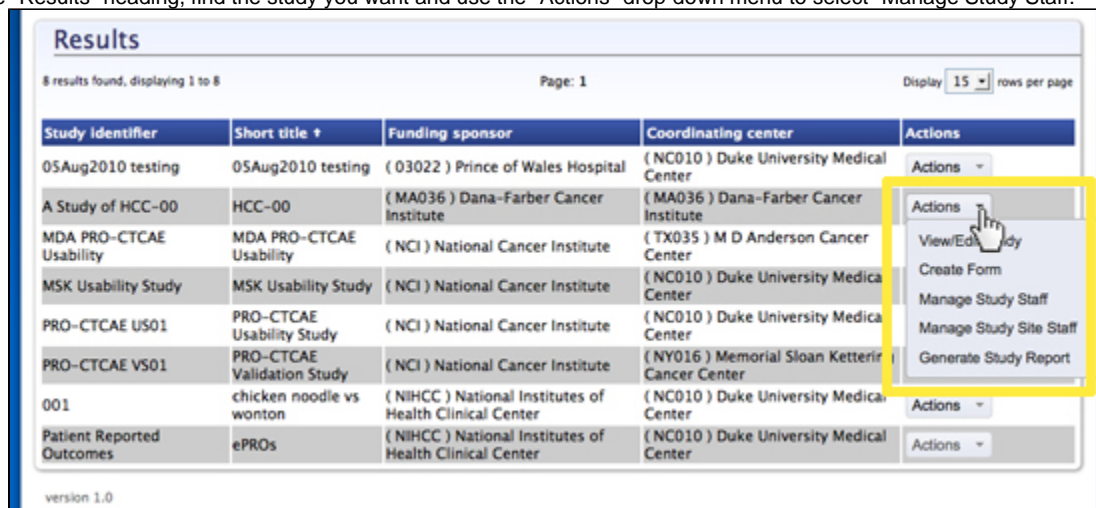 "Results" heading, find the study you want and use the "Actions" drop-down menu to select "Manage Study Staff."
Results
8 results found, displaying 1 to 8 Page: 1 Display 15 rows per page
Study identifier Short title ↑ Funding sponsor Coordinating center Actions
05Aug2010 testing 05Aug2010 testing ( 03022 ) Prince of Wales Hospital ( NC010 ) Duke University Medical
Center Actions
A Study of HCC-00 HCC-00 ( MA036 ) Dana-Farber Cancer
Institute ( MA036 ) Dana-Farber Cancer
Institute Actions
View/Edit
Create Form
Manage Study Staff
Manage Study Site Staff
Generate Study Report
MDA PRO-CTCAE
Usability MDA PRO-CTCAE
Usability ( NCI ) National Cancer Institute ( TX035 ) M D Anderson Cancer
Center
MSK Usability Study MSK Usability Study ( NCI ) National Cancer Institute ( NC010 ) Duke University Medical
Center
PRO-CTCAE US01 PRO-CTCAE
Usability Study ( NCI ) National Cancer Institute ( NC010 ) Duke University Medica
Center
PRO-CTCAE VS01 PRO-CTCAE
Validation Study ( NCI ) National Cancer Institute ( NY016 ) Memorial Sloan Kettering
Cancer Center
001 chicken noodle vs
wonton ( NIHCC ) National Institutes of
Health Clinical Center ( NC010 ) Duke University Medical
Center Actions
Patient Reported
Outcomes ePROs ( NIHCC ) National Institutes of
Health Clinical Center ( NC010 ) Duke University Medical
Center Actions
version 1.0